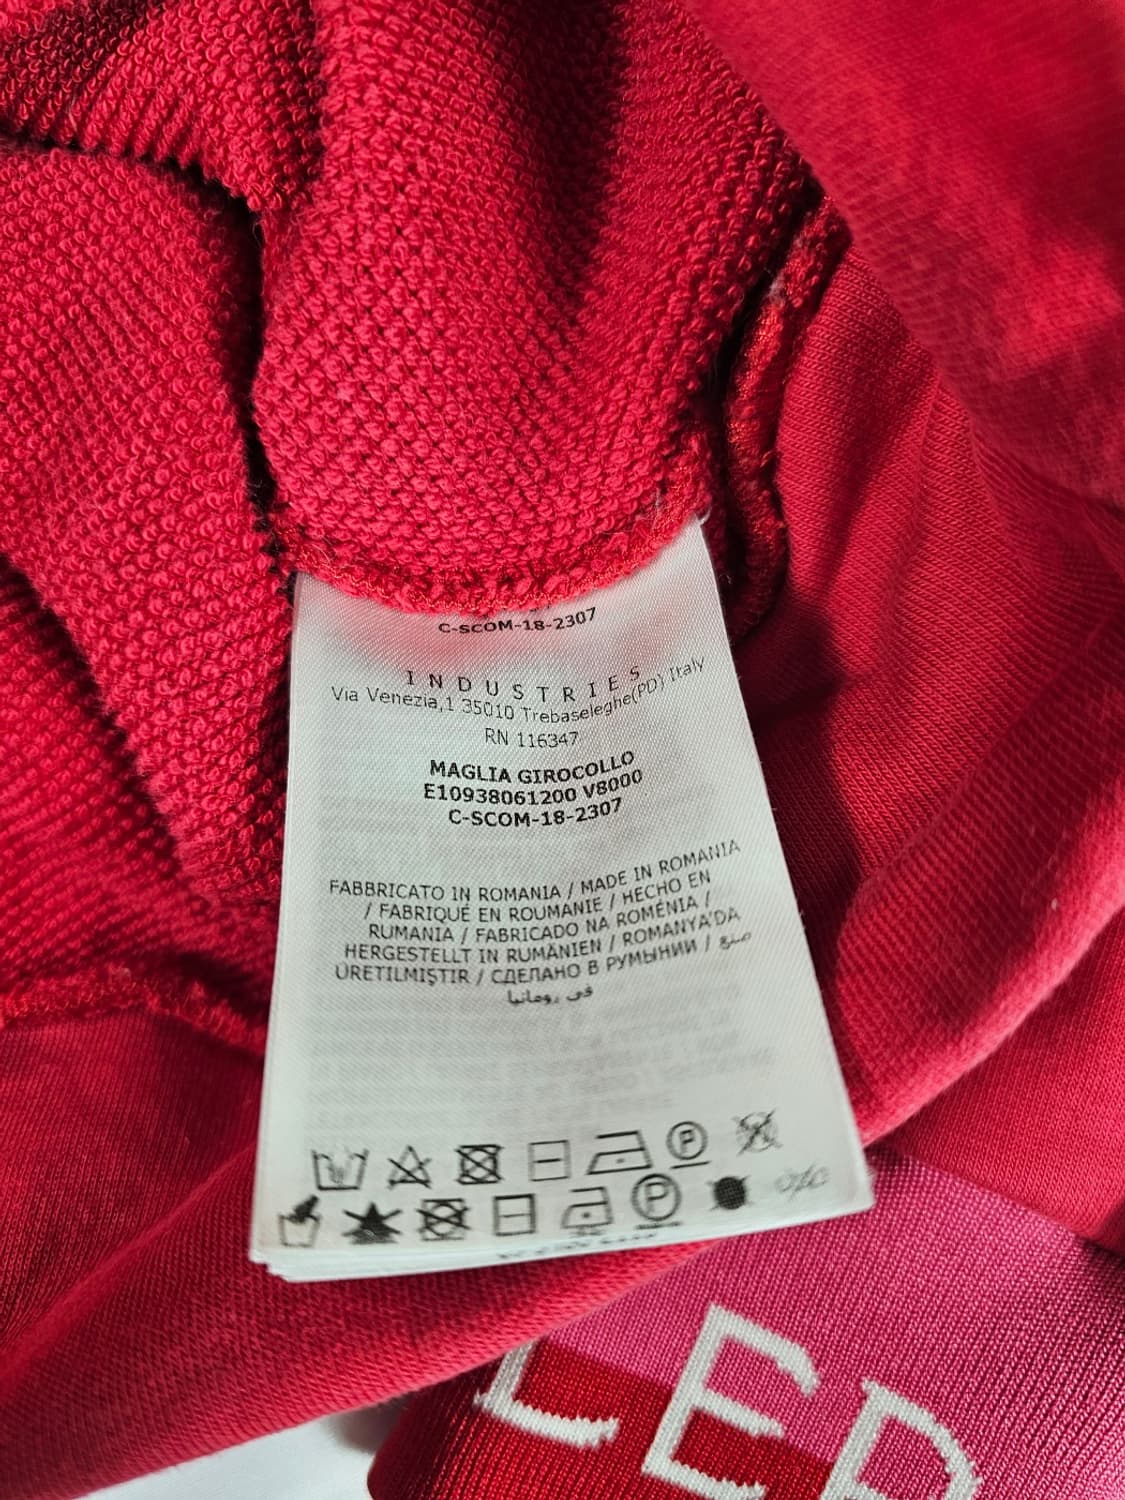 C-SCOM-18-2307
INDUSTRIES
Via Venezia,1 35010 Trebaseleghe(PD) Italy
RN 116347
MAGLIA GIROCOLLO
E10938061200 V8000
C-SCOM-18-2307
FABBRICATO IN ROMANIA / MADE IN ROMANIA
/ FABRIQUÉ EN ROUMANIE / HECHO EN
RUMANIA / FABRICADO NA ROMÉNIA /
HERGESTELLT IN RUMÄNIEN / ROMANYA'DA
ÜRETILMIŞTIR / СДЕЛАНО В РУМЫНИИ / صنع
في رومانيا
P
P
LER